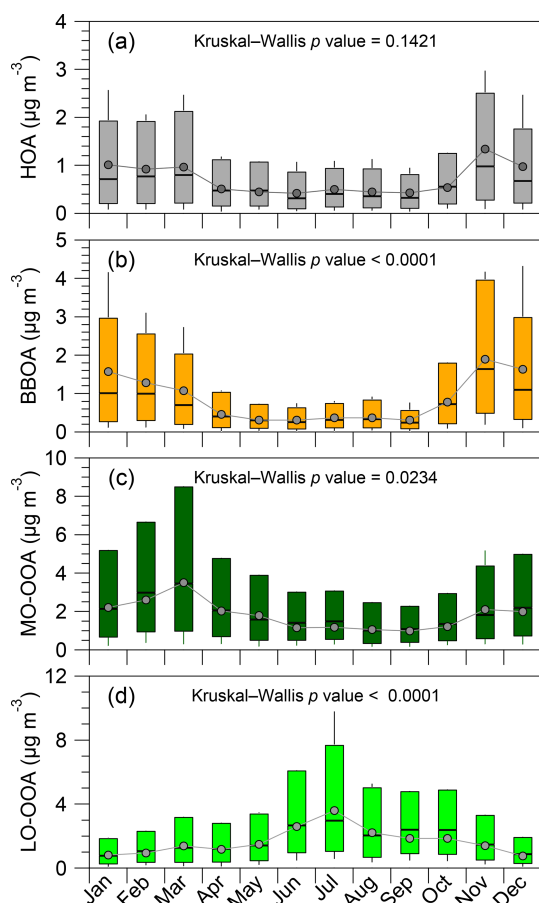 4
3
2
1
0
HOA (µg m⁻³)
(a)
Kruskal–Wallis p value = 0.1421
5
4
3
2
1
0
BBOA (µg m⁻³)
(b)
Kruskal–Wallis p value < 0.0001
10
8
6
4
2
0
MO-OOA (µg m⁻³)
(c)
Kruskal–Wallis p value = 0.0234
12
8
4
0
LO-OOA (µg m⁻³)
(d)
Kruskal–Wallis p value < 0.0001
Jan Feb Mar Apr May Jun Jul Aug Sep Oct Nov Dec